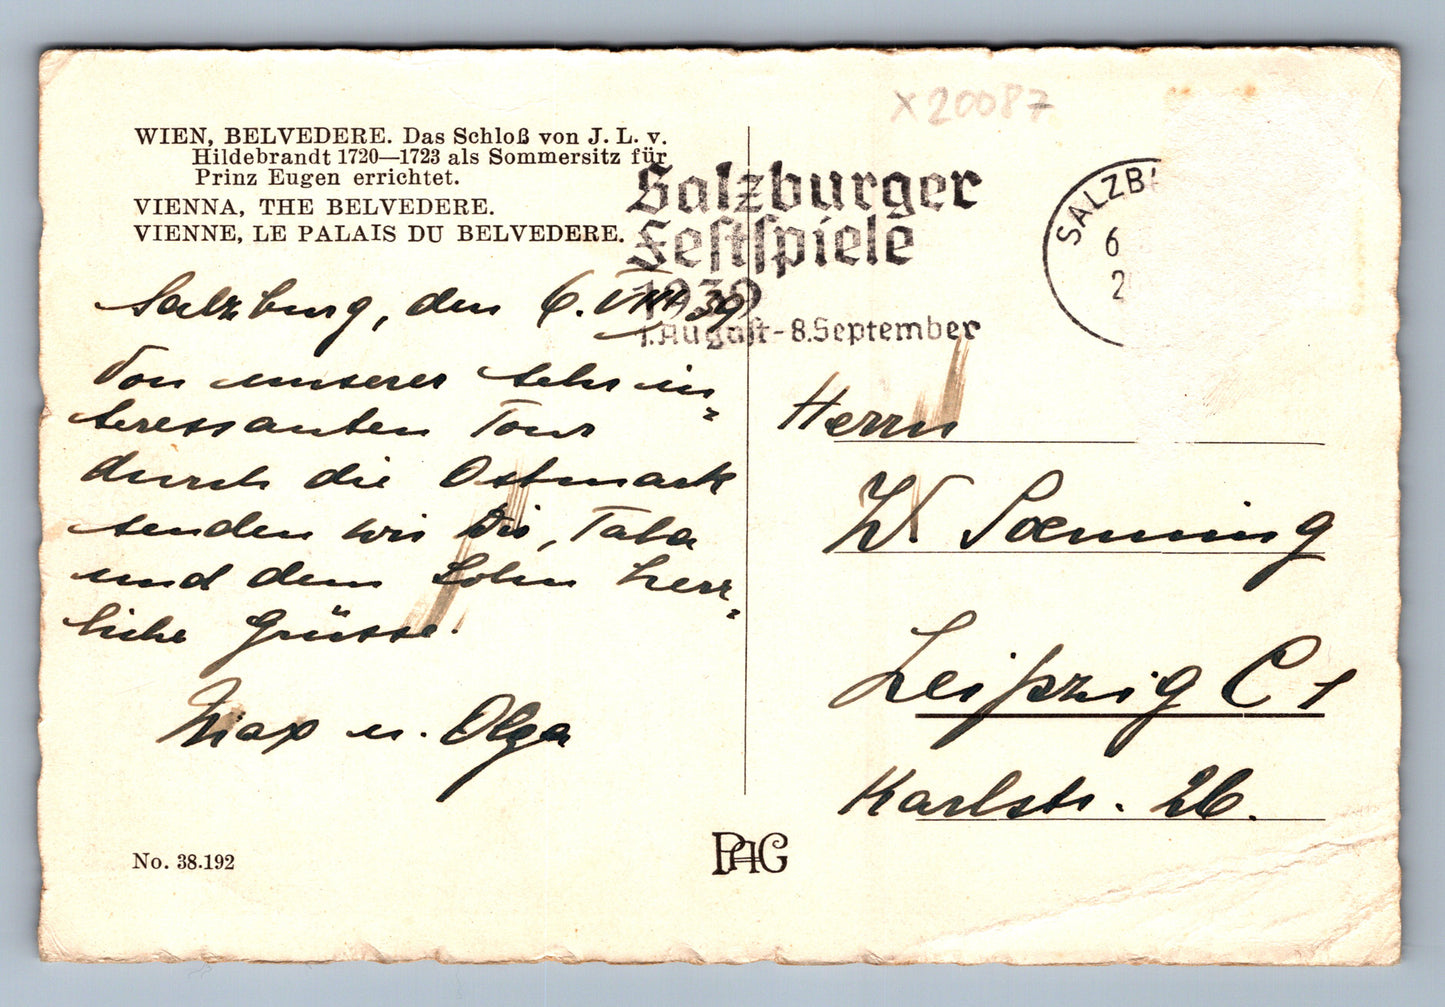 X20087
WIEN, BELVEDERE. Das Schloß von J. L. v.
Hildebrandt 1720—1723 als Sommersitz für
Prinz Eugen errichtet.
VIENNA, THE BELVEDERE.
VIENNE, LE PALAIS DU BELVEDERE.
Salzburger
Festspiele
1939
1. August - 8. September
SALZB
6
2
Salzburg, den 6. VIII 39
Von unserer sehr in=
teressanten Tour
durch die Ostmark
senden wir Dir,
und dem Sohn herz=
liche Grüsse.
Max u. Olga
Herrn
W.
Leipzig C 1
Karlstr. 26.
No. 38.192
PAG